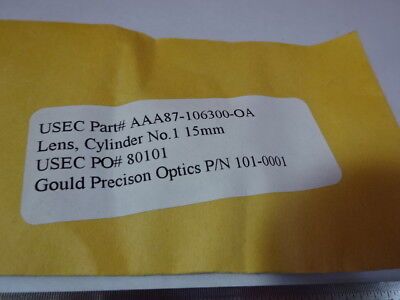 USEC Part# AAA87-106300-OA
Lens, Cylinder No.1 15mm
USEC PO# 80101
Gould Precison Optics P/N 101-0001